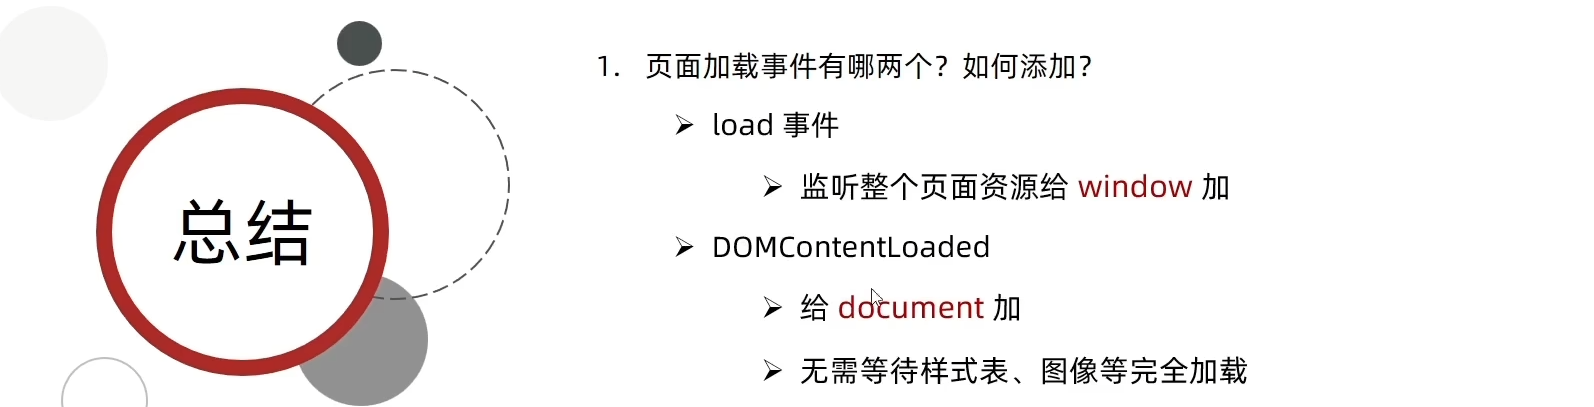 总结
1. 页面加载事件有哪两个？如何添加？
➢ load 事件
➢ 监听整个页面资源给 window 加
➢ DOMContentLoaded
➢ 给 document 加
➢ 无需等待样式表、图像等完全加载